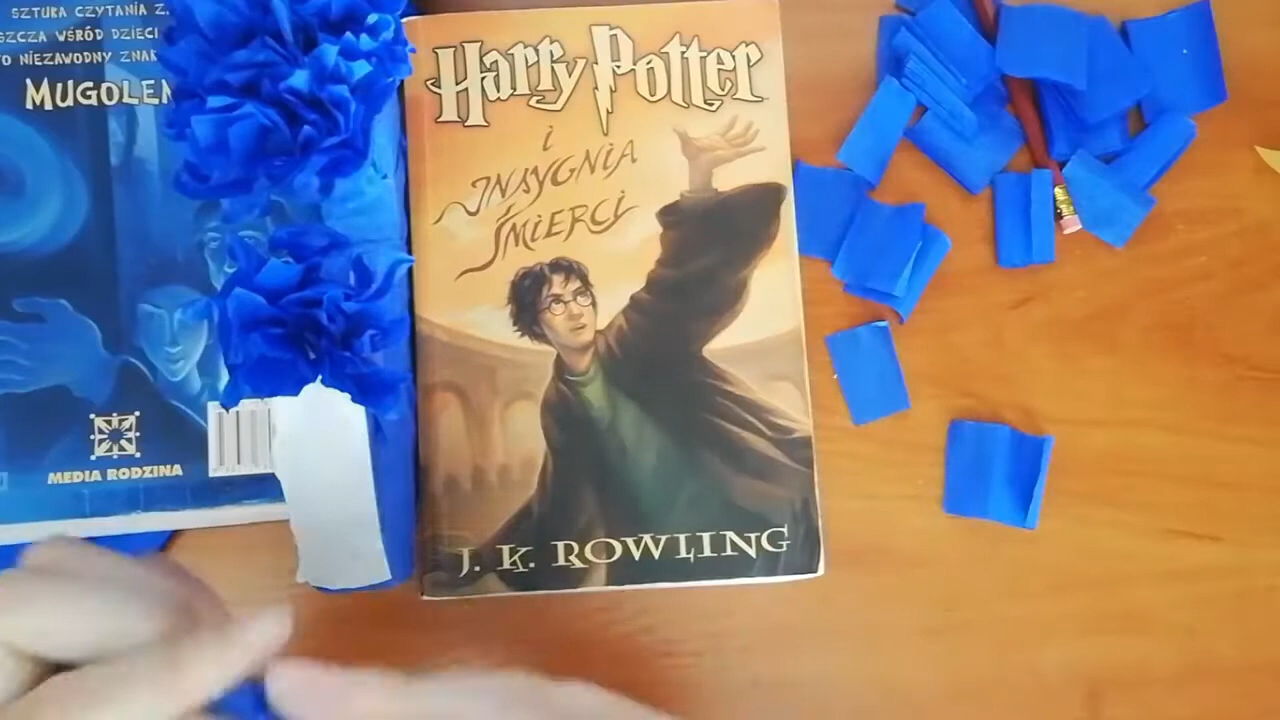 SZTUKA CZYTANIA Z
SZCZA WŚRÓD DZIECI
TO NIEZAWODNY ZNAK
MUGOLEM
MEDIA RODZINA
Harry Potter
i
INSYGNIA
ŚMIERCI
J. K. ROWLING